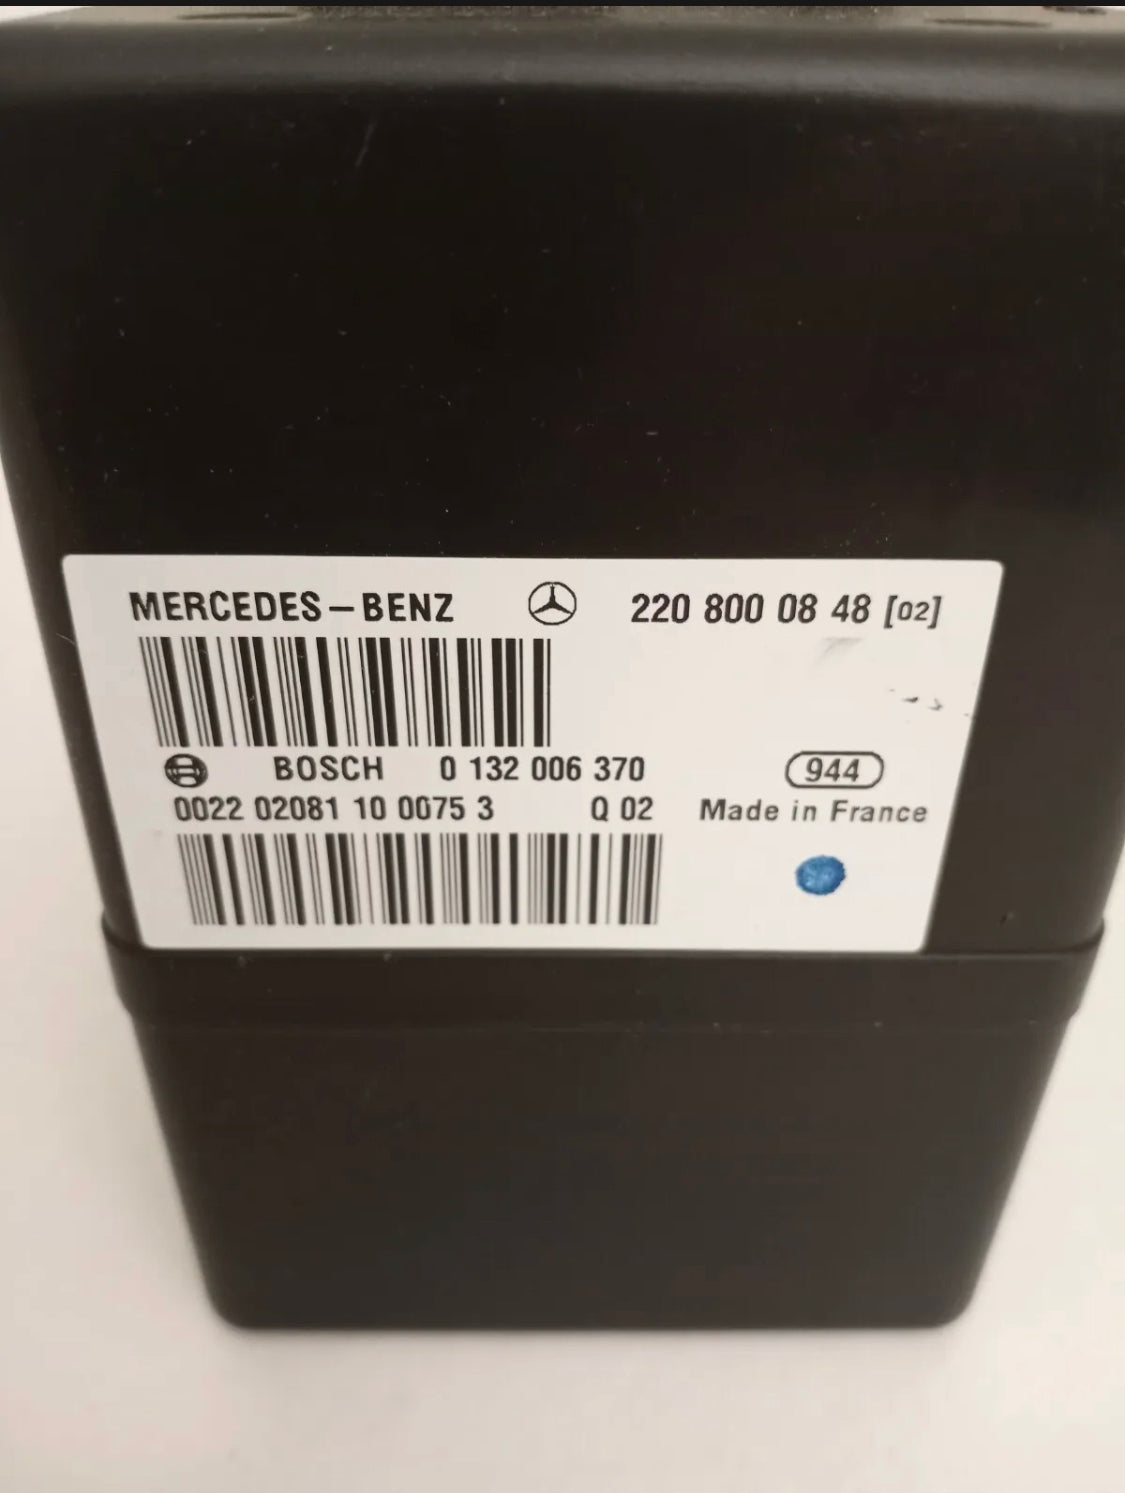 MERCEDES-BENZ 220 800 08 48 [02]
BOSCH 0 132 006 370 944
0022 02081 10 0075 3 Q 02 Made in France